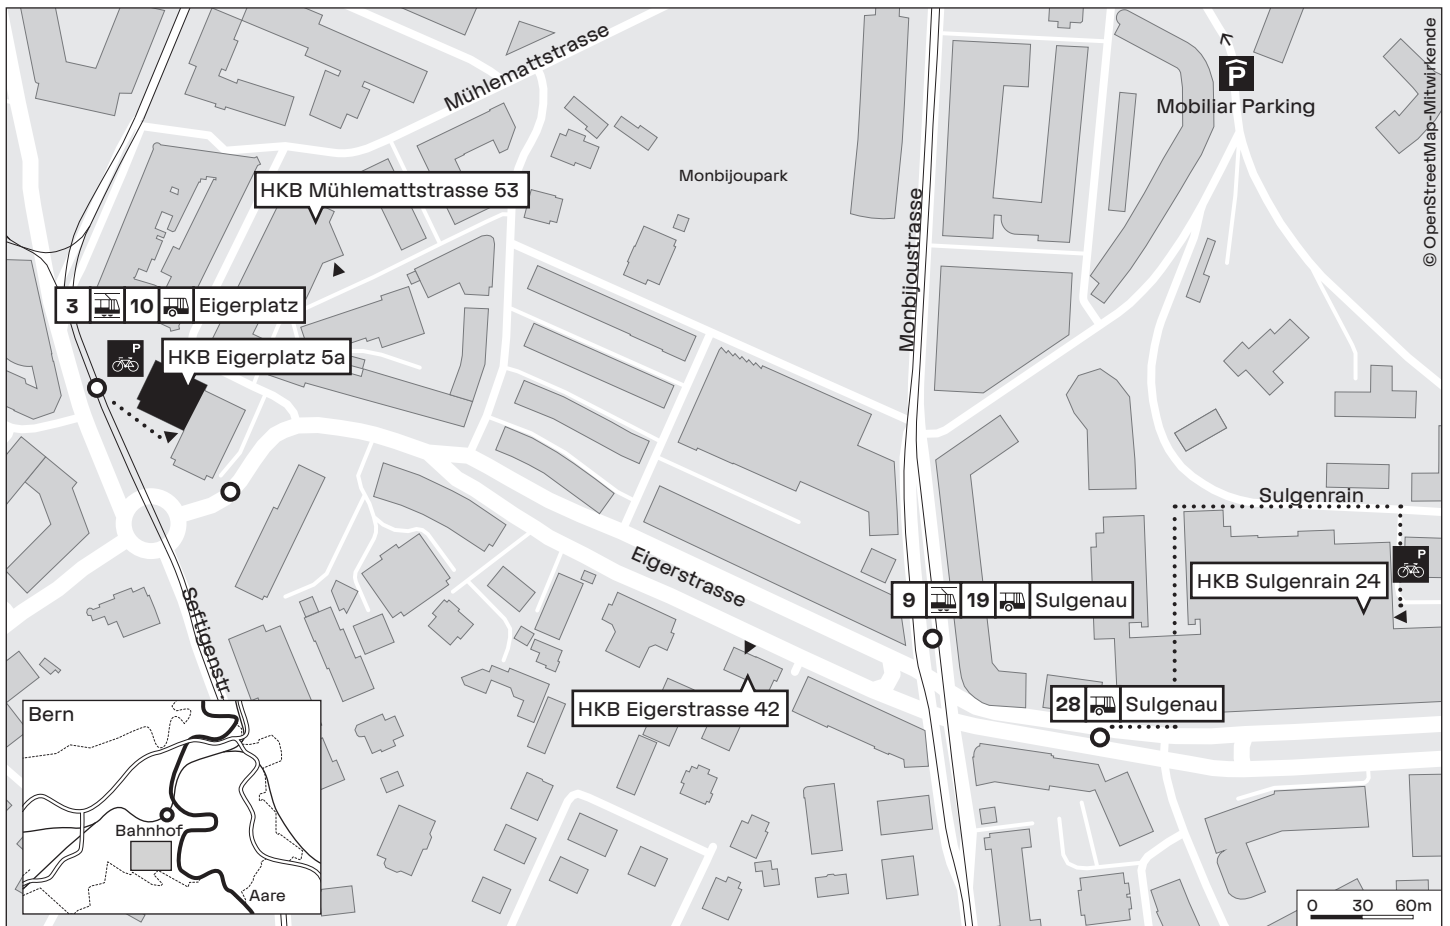 Mühlemattstrasse
P
Mobiliar Parking
© OpenStreetMap-Mitwirkende
Monbijoupark
HKB Mühlemattstrasse 53
Monbijoustrasse
3 10 Eigerplatz
P
HKB Eigerplatz 5a
Sulgenrain
Eigerstrasse
P
HKB Sulgenrain 24
9 19 Sulgenau
Seftigenstr.
HKB Eigerstrasse 42
28 Sulgenau
Bern
Bahnhof
Aare
0 30 60m